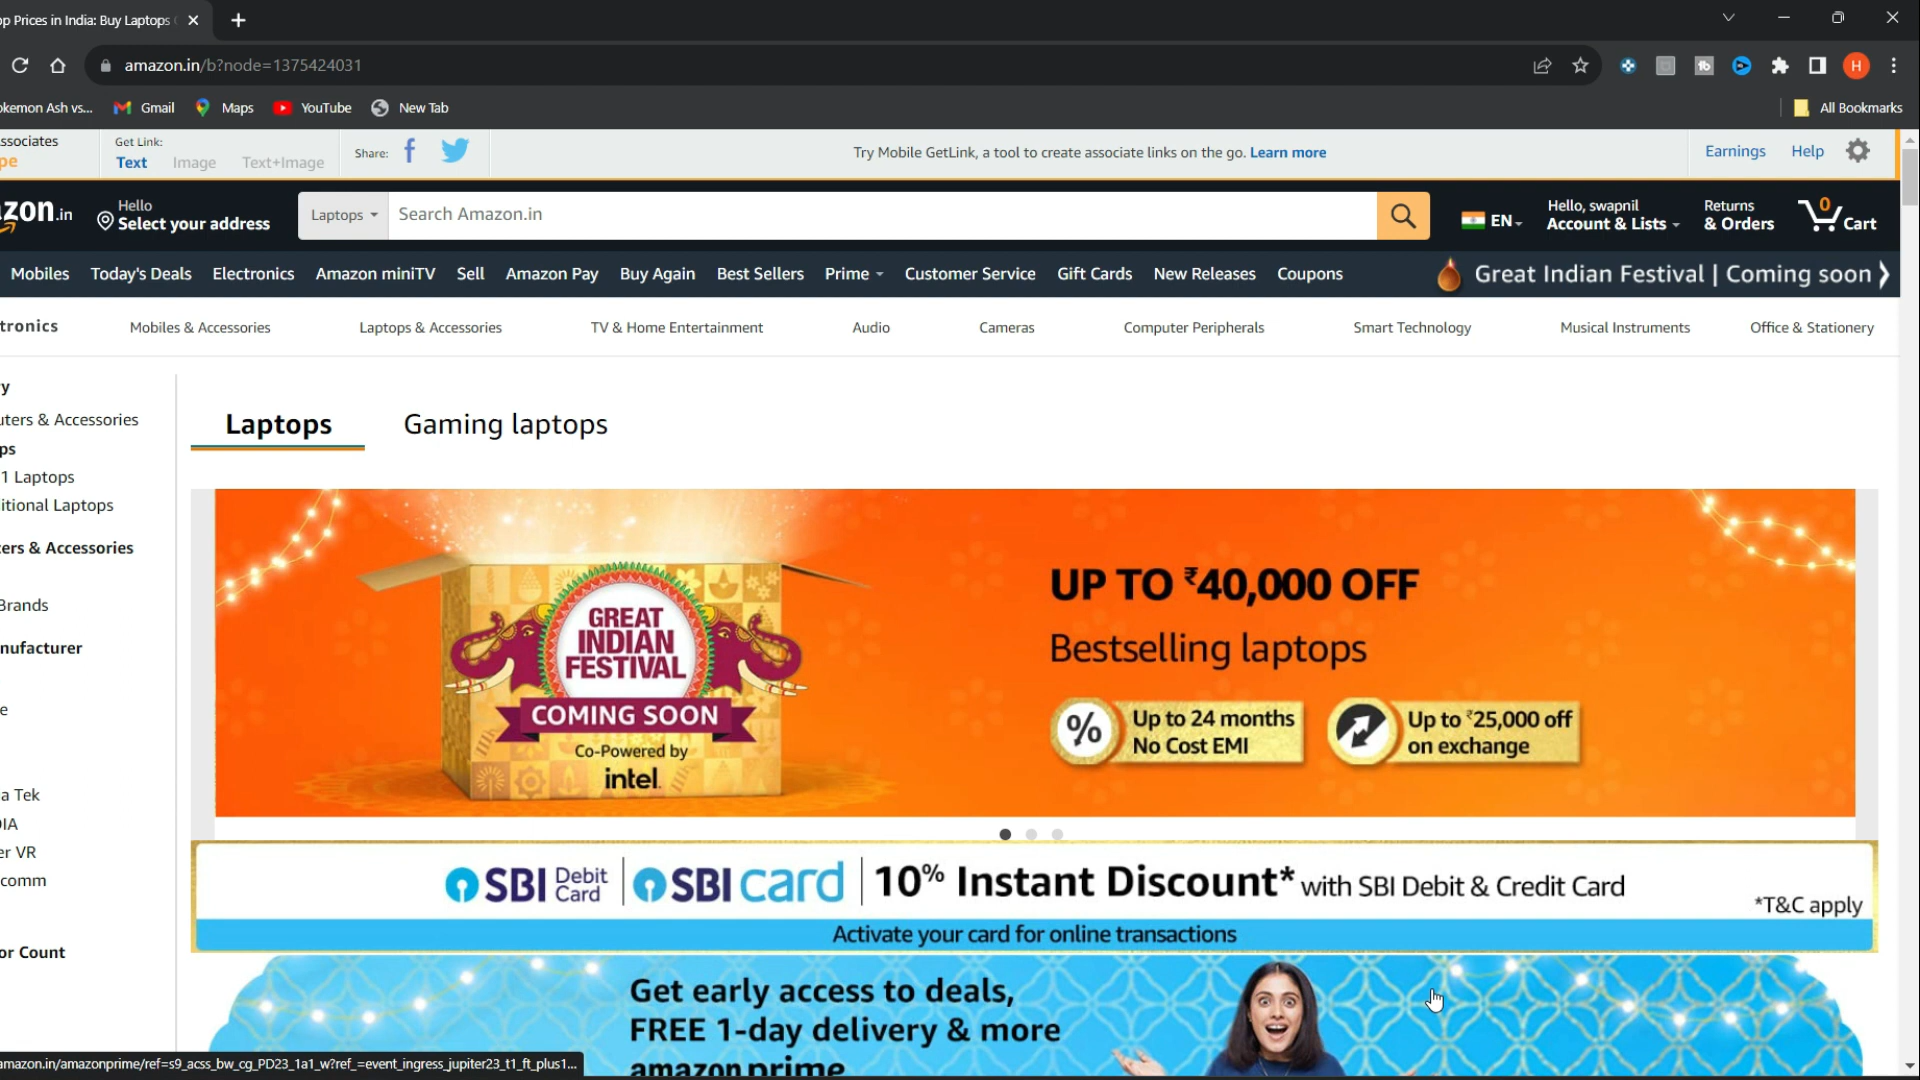 op Prices in India: Buy Laptops
amazon.in/b?node=1375424031
H
okemon Ash vs...
Gmail
Maps
YouTube
New Tab
All Bookmarks
ssociates
pe
Get Link:
Text Image Text+Image
Share:
Try Mobile GetLink, a tool to create associate links on the go. Learn more
Earnings
Help
zon.in
Hello
Select your address
Laptops
Search Amazon.in
EN
Hello, swapnil
Account & Lists
Returns
& Orders
0
Cart
Mobiles
Today's Deals
Electronics
Amazon miniTV
Sell
Amazon Pay
Buy Again
Best Sellers
Prime
Customer Service
Gift Cards
New Releases
Coupons
Great Indian Festival | Coming soon
tronics
Mobiles & Accessories
Laptops & Accessories
TV & Home Entertainment
Audio
Cameras
Computer Peripherals
Smart Technology
Musical Instruments
Office & Stationery
y
uters & Accessories
ps
1 Laptops
itional Laptops
ters & Accessories
Brands
nufacturer
e
a Tek
DIA
er VR
comm
or Count
Laptops
Gaming laptops
GREAT
INDIAN
FESTIVAL
COMING SOON
Co-Powered by
intel.
UP TO ₹40,000 OFF
Bestselling laptops
% Up to 24 months
No Cost EMI
Up to ₹25,000 off
on exchange
SBI Debit Card
SBI card
10% Instant Discount* with SBI Debit & Credit Card
*T&C apply
Activate your card for online transactions
Get early access to deals,
FREE 1-day delivery & more
amazon prime
amazon.in/amazonprime/ref=s9_acss_bw_cg_PD23_1a1_w?ref_=event_ingress_jupiter23_t1_ft_plus1...